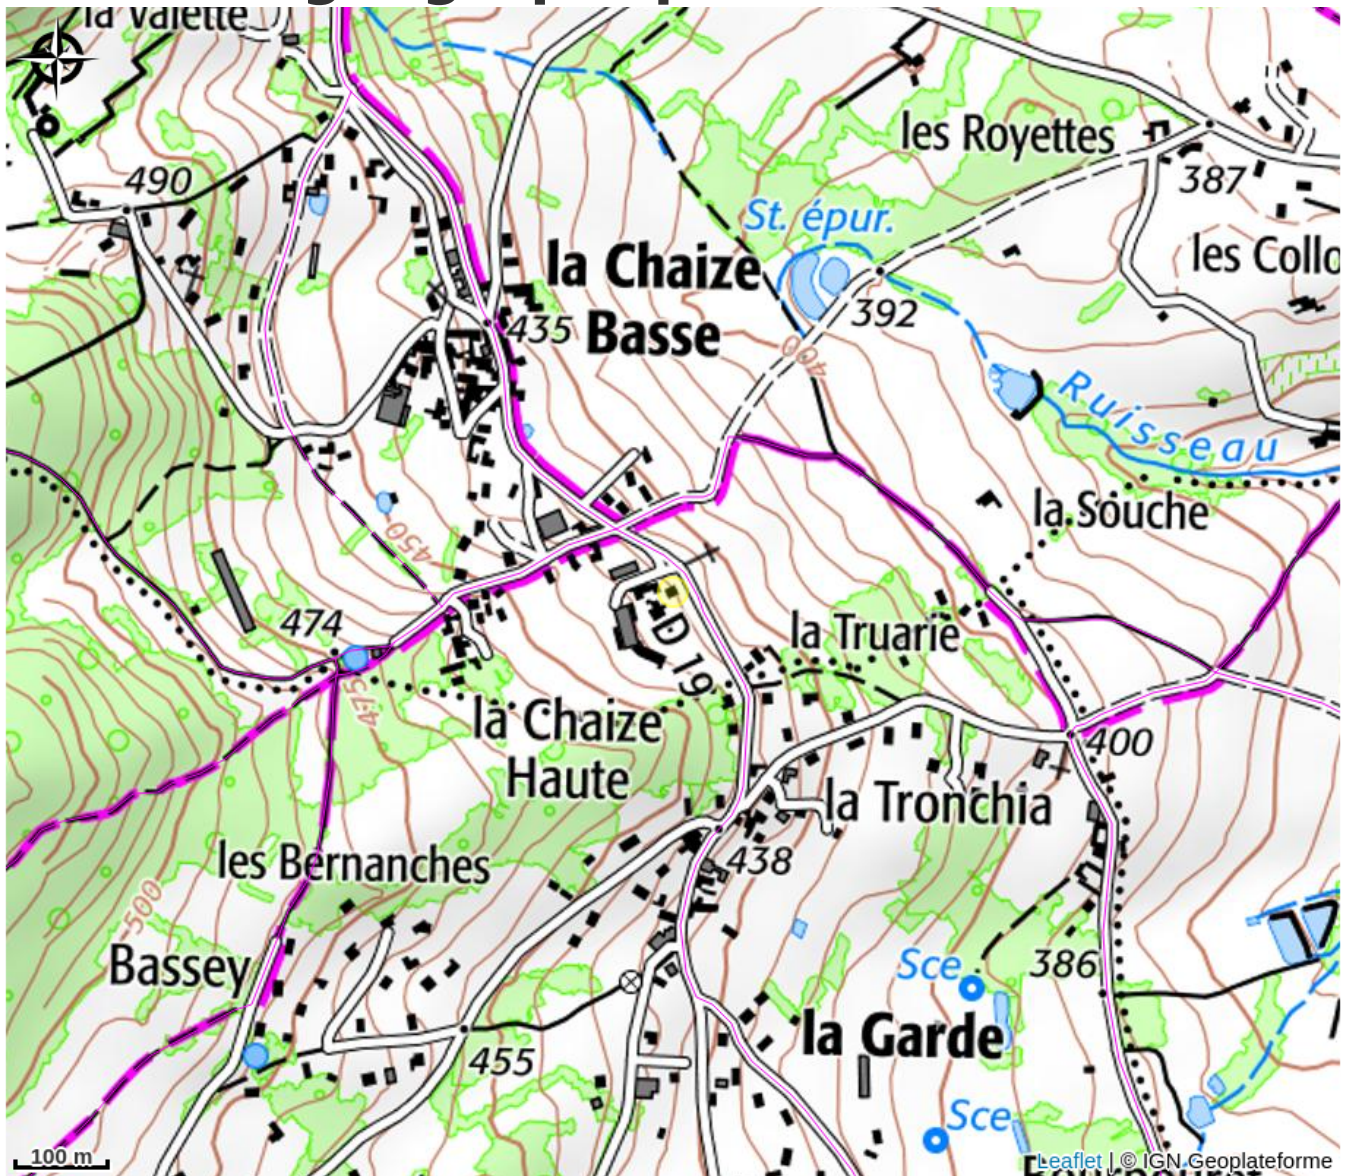 la Valette
les Royettes
490
387
St. épur.
les Collo
la Chaize
Basse
435
392
400
Ruisseau
la Souche
450
474
la Truarie
D 19
475
la Chaize
Haute
400
la Tronchia
438
les Bernanches
500
Bassey
Sce
386
la Garde
455
Sce
100 m
Leaflet | © IGN Geoplateforme